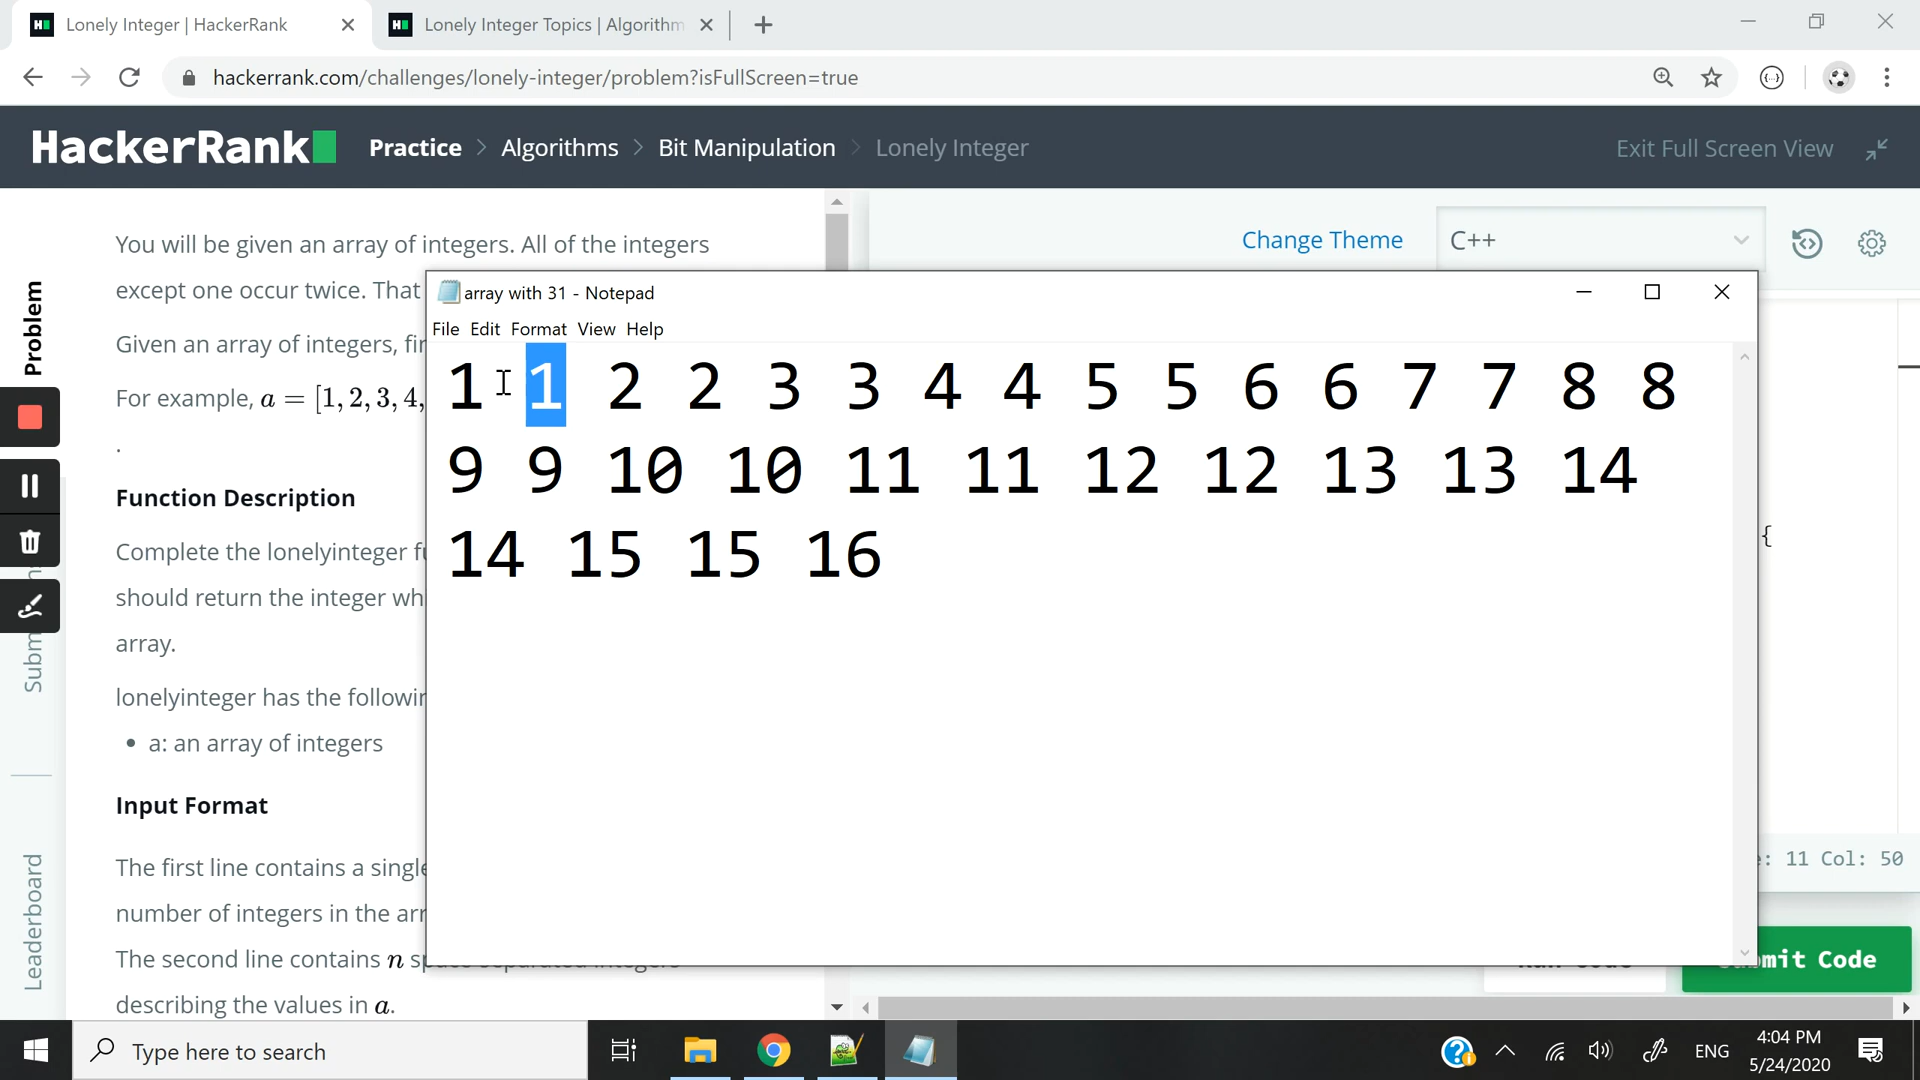 Lonely Integer | HackerRank
Lonely Integer Topics | Algorithm
hackerrank.com/challenges/lonely-integer/problem?isFullScreen=true
HackerRank
Practice > Algorithms > Bit Manipulation > Lonely Integer
Exit Full Screen View
Problem
Subm
Leaderboard
You will be given an array of integers. All of the integers
except one occur twice. That
Given an array of integers,
For example, a = [1, 2, 3, 4,
.
Function Description
Complete the lonelyinteger
should return the integer
array.
lonelyinteger has the
• a: an array of integers
Input Format
The first line contains a
number of integers in the
The second line contains n space-separated integers
describing the values in a.
Change Theme
C++
{
11 Col: 50
Run Code
Submit Code
array with 31 - Notepad
File Edit Format View Help
1 1 2 2 3 3 4 4 5 5 6 6 7 7 8 8
9 9 10 10 11 11 12 12 13 13 14
14 15 15 16
Type here to search
ENG
4:04 PM
5/24/2020